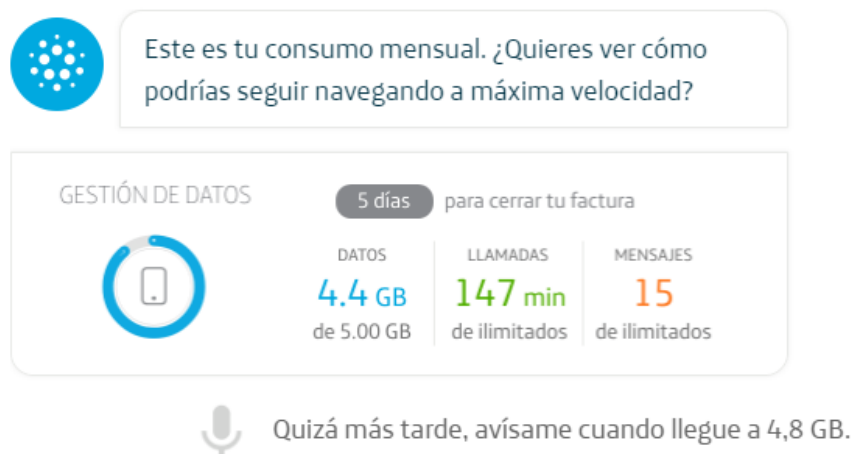 Este es tu consumo mensual. ¿Quieres ver cómo
podrías seguir navegando a máxima velocidad?
GESTIÓN DE DATOS
5 días para cerrar tu factura
DATOS LLAMADAS MENSAJES
4.4 GB 147 min 15
de 5.00 GB de ilimitados de ilimitados
Quizá más tarde, avísame cuando llegue a 4,8 GB.